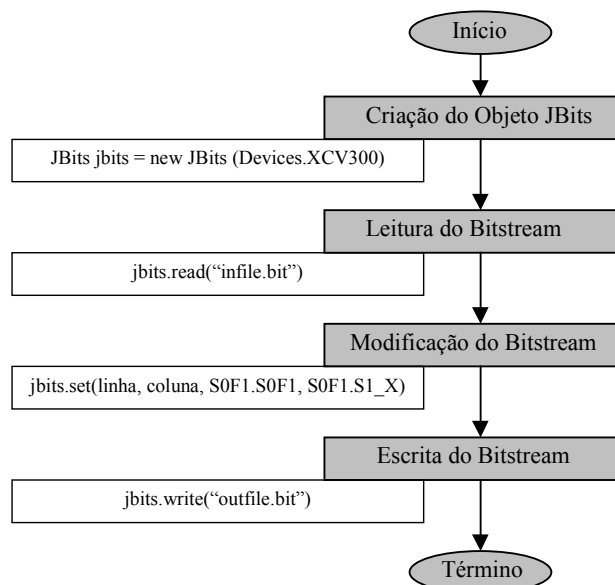 Início
Criação do Objeto JBits
JBits jbits = new JBits (Devices.XCV300)
Leitura do Bitstream
jbits.read(“infile.bit”)
Modificação do Bitstream
jbits.set(linha, coluna, S0F1.S0F1, S0F1.S1_X)
Escrita do Bitstream
jbits.write(“outfile.bit”)
Término